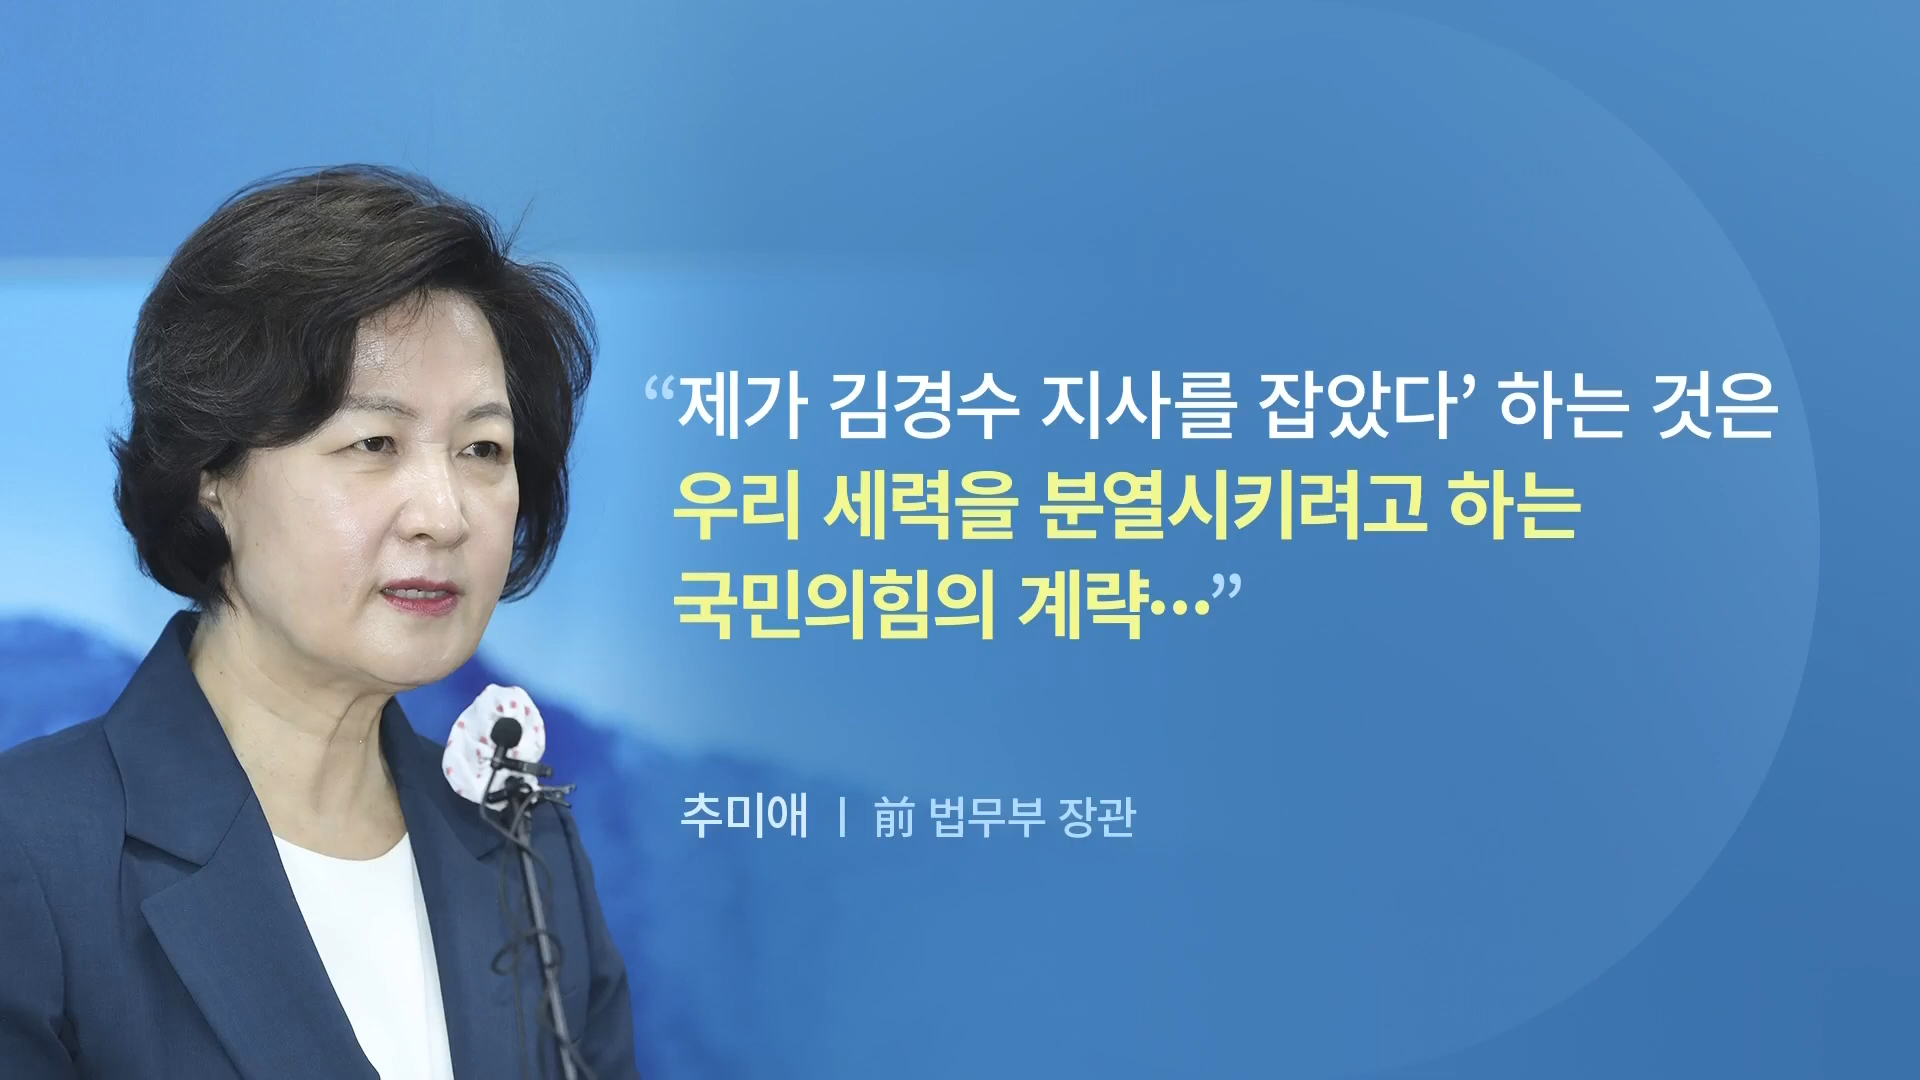 “제가 김경수 지사를 잡았다’ 하는 것은
우리 세력을 분열시키려고 하는
국민의힘의 계략…”
추미애 | 前 법무부 장관